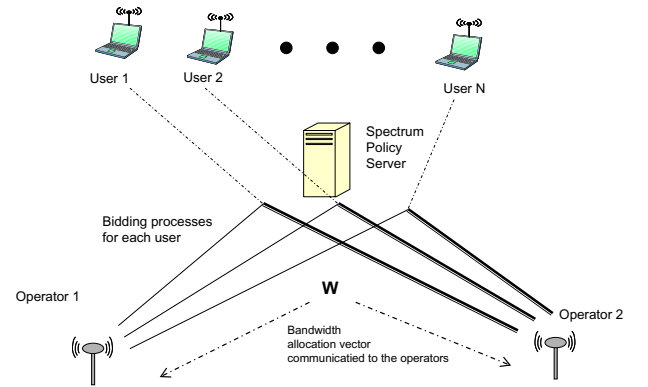 User 1
User 2
User N
Spectrum
Policy
Server
Bidding processes
for each user
W
Operator 1
Operator 2
Bandwidth
allocation vector
communicatied to the operators